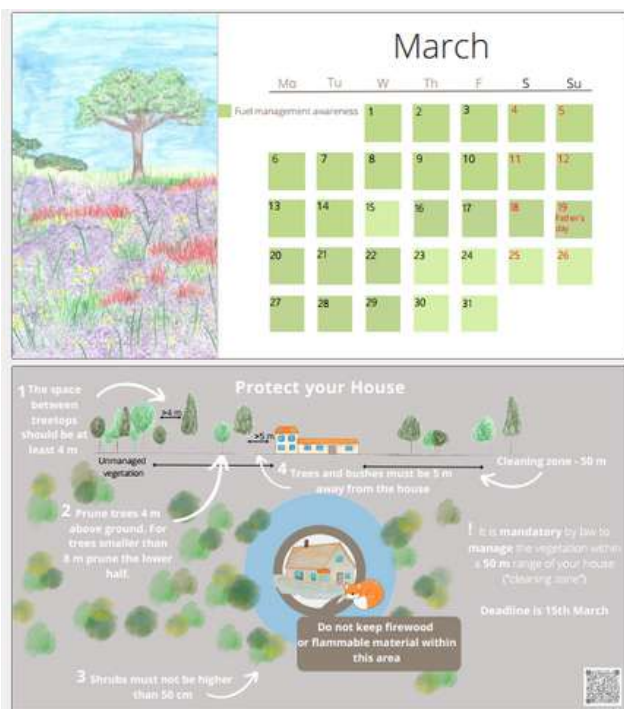 March
Mo Tu W Th F S Su
Fuel management awareness
1 2 3 4 5
6 7 8 9 10 11 12
13 14 15 16 17 18 19
Father's
day
20 21 22 23 24 25 26
27 28 29 30 31
Protect your House
1 The space
between
treetops
should be at
least 4 m
>4 m
>5 m
Unmanaged
vegetation
4 Trees and bushes must be 5 m
away from the house
Cleaning zone - 50 m
2 Prune trees 4 m
above ground. For
trees smaller than
8 m prune the lower
half.
! It is mandatory by law to
manage the vegetation within
a 50 m range of your house
("cleaning zone")
Deadline is 15th March
Do not keep firewood
or flammable material within
this area
3 Shrubs must not be higher
than 50 cm